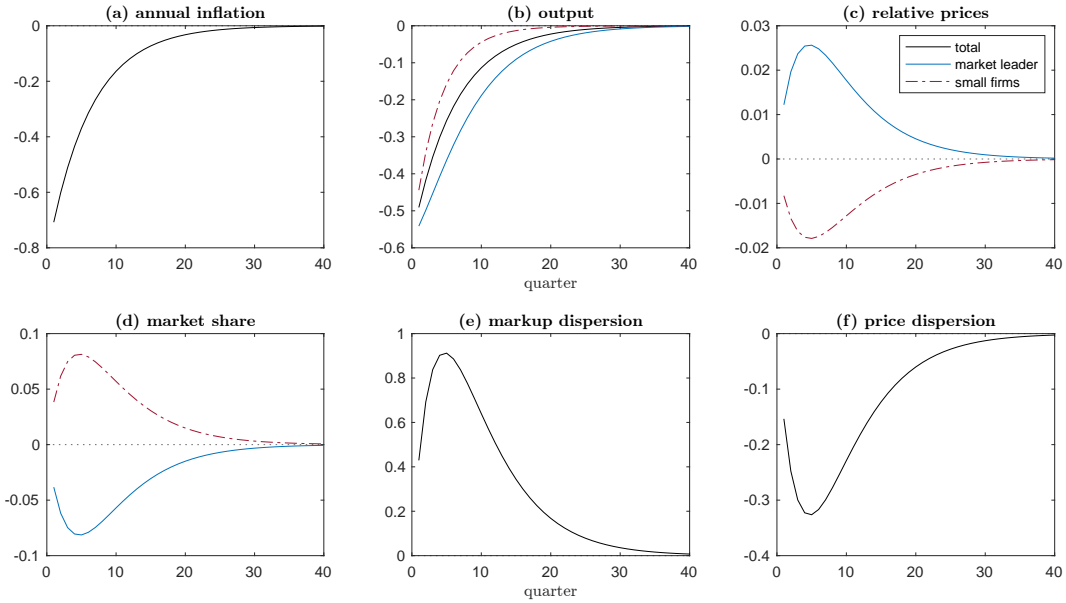 (a) annual inflation
0
-0.2
-0.4
-0.6
-0.8
0 10 20 30 40
(b) output
0
-0.1
-0.2
-0.3
-0.4
-0.5
-0.6
0 10 20 30 40
quarter
(c) relative prices
0.03
0.02
0.01
0
-0.01
-0.02
0 10 20 30 40
total
market leader
small firms
(d) market share
0.1
0.05
0
-0.05
-0.1
0 10 20 30 40
(e) markup dispersion
1
0.8
0.6
0.4
0.2
0
0 10 20 30 40
quarter
(f) price dispersion
0
-0.1
-0.2
-0.3
-0.4
0 10 20 30 40